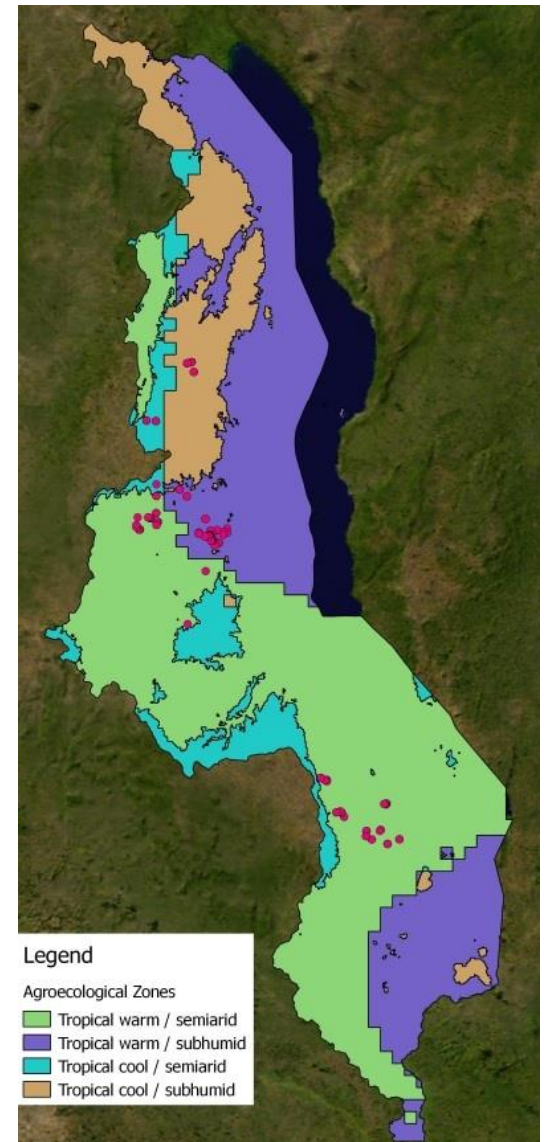 Legend
Agroecological Zones
Tropical warm / semiarid
Tropical warm / subhumid
Tropical cool / semiarid
Tropical cool / subhumid